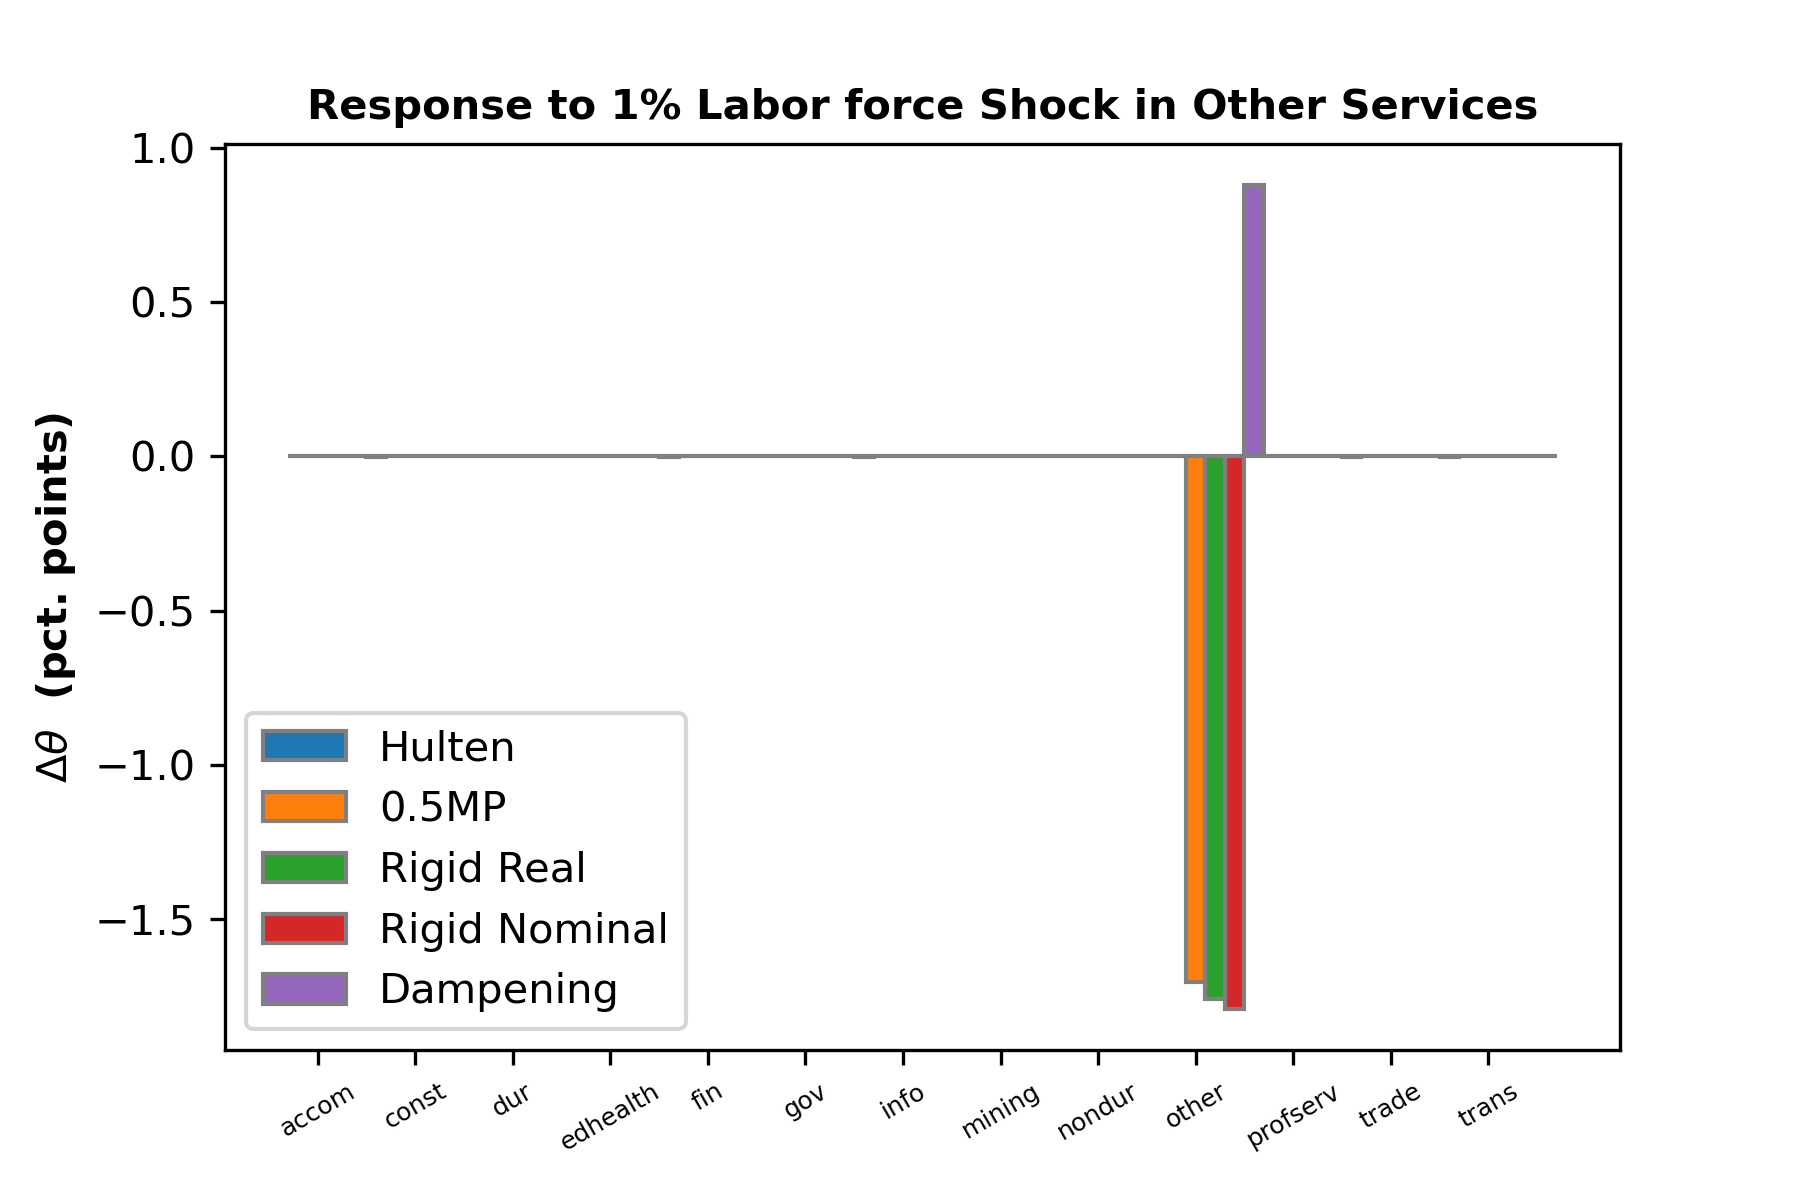 Response to 1% Labor force Shock in Other Services
Δθ (pct. points)
1.0
0.5
0.0
−0.5
−1.0
−1.5
Hulten
0.5MP
Rigid Real
Rigid Nominal
Dampening
accom const dur edhealth fin gov info mining nondur other profserv trade trans